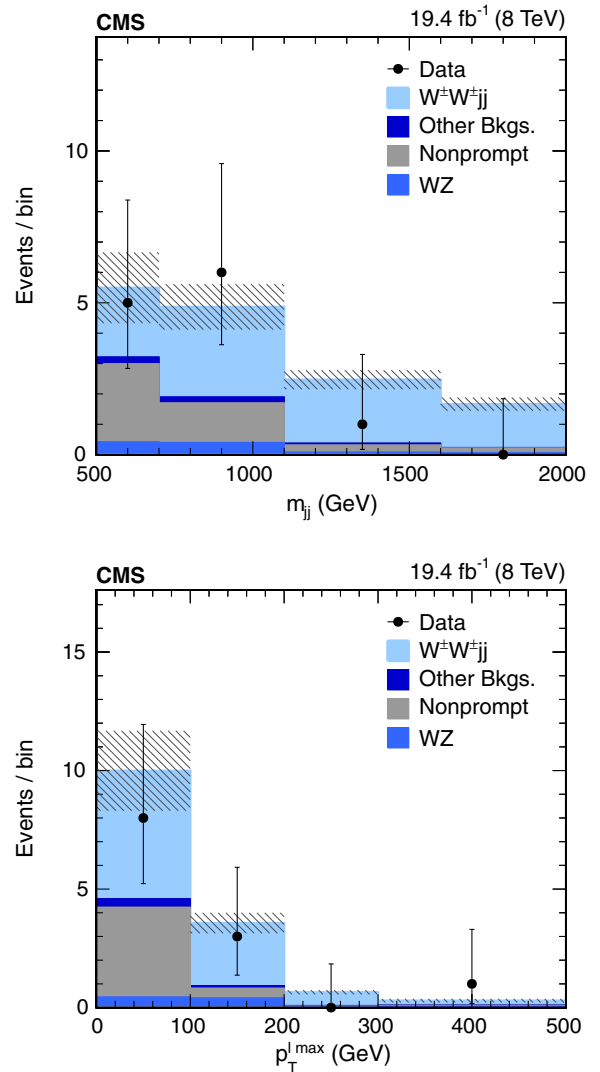 CMS 19.4 fb⁻¹ (8 TeV)
Data
W±W±jj
Other Bkgs.
Nonprompt
WZ
Events / bin
10
5
0
500 1000 1500 2000
m_jj (GeV)
CMS 19.4 fb⁻¹ (8 TeV)
Data
W±W±jj
Other Bkgs.
Nonprompt
WZ
Events / bin
15
10
5
0
0 100 200 300 400 500
p_T^l max (GeV)